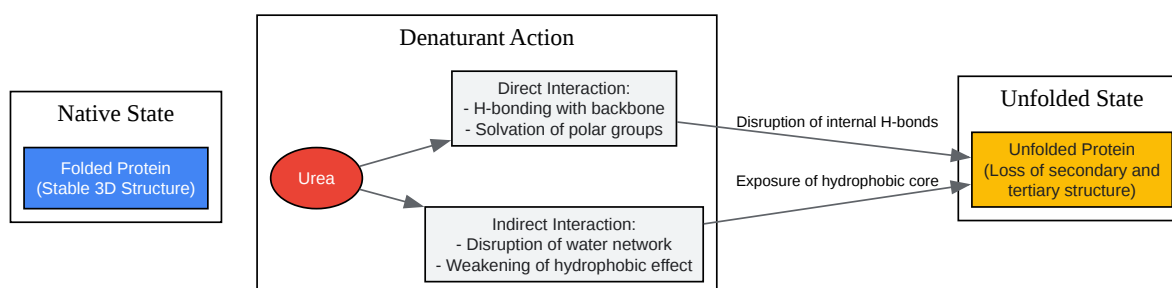 Native State
Folded Protein
(Stable 3D Structure)
Denaturant Action
Urea
Direct Interaction:
- H-bonding with backbone
- Solvation of polar groups
Indirect Interaction:
- Disruption of water network
- Weakening of hydrophobic effect
Disruption of internal H-bonds
Exposure of hydrophobic core
Unfolded State
Unfolded Protein
(Loss of secondary and
tertiary structure)